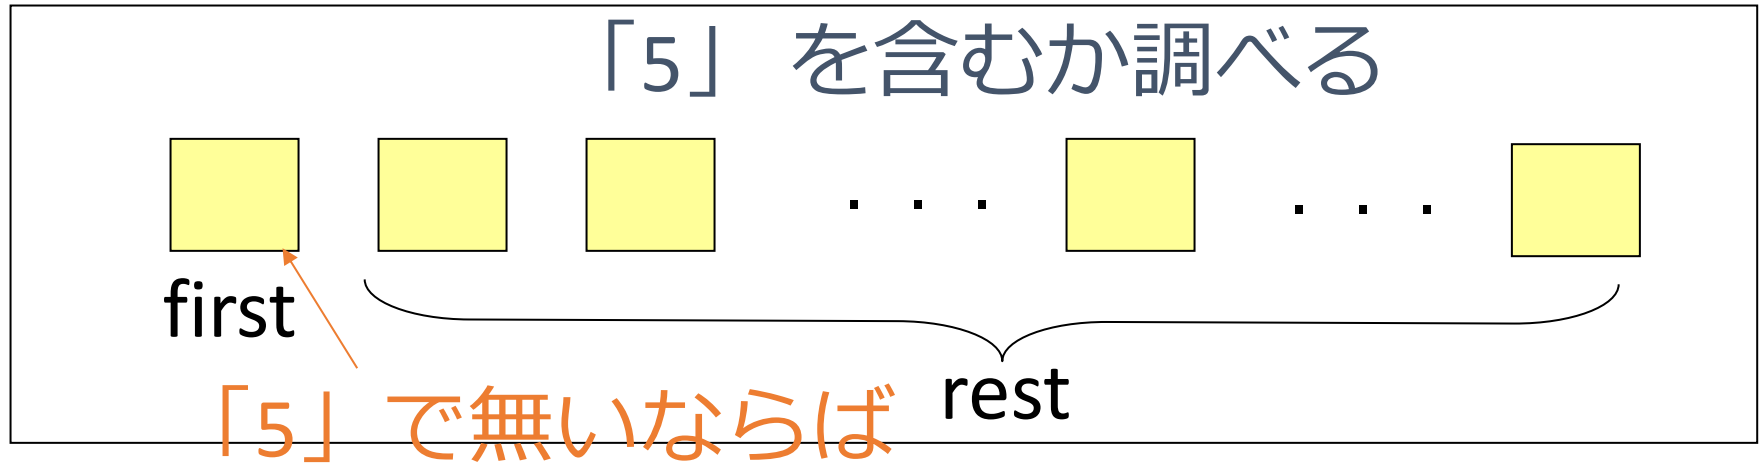 「5」 を含むか調べる
. . .
. . .
first
rest
「5」で無いならば